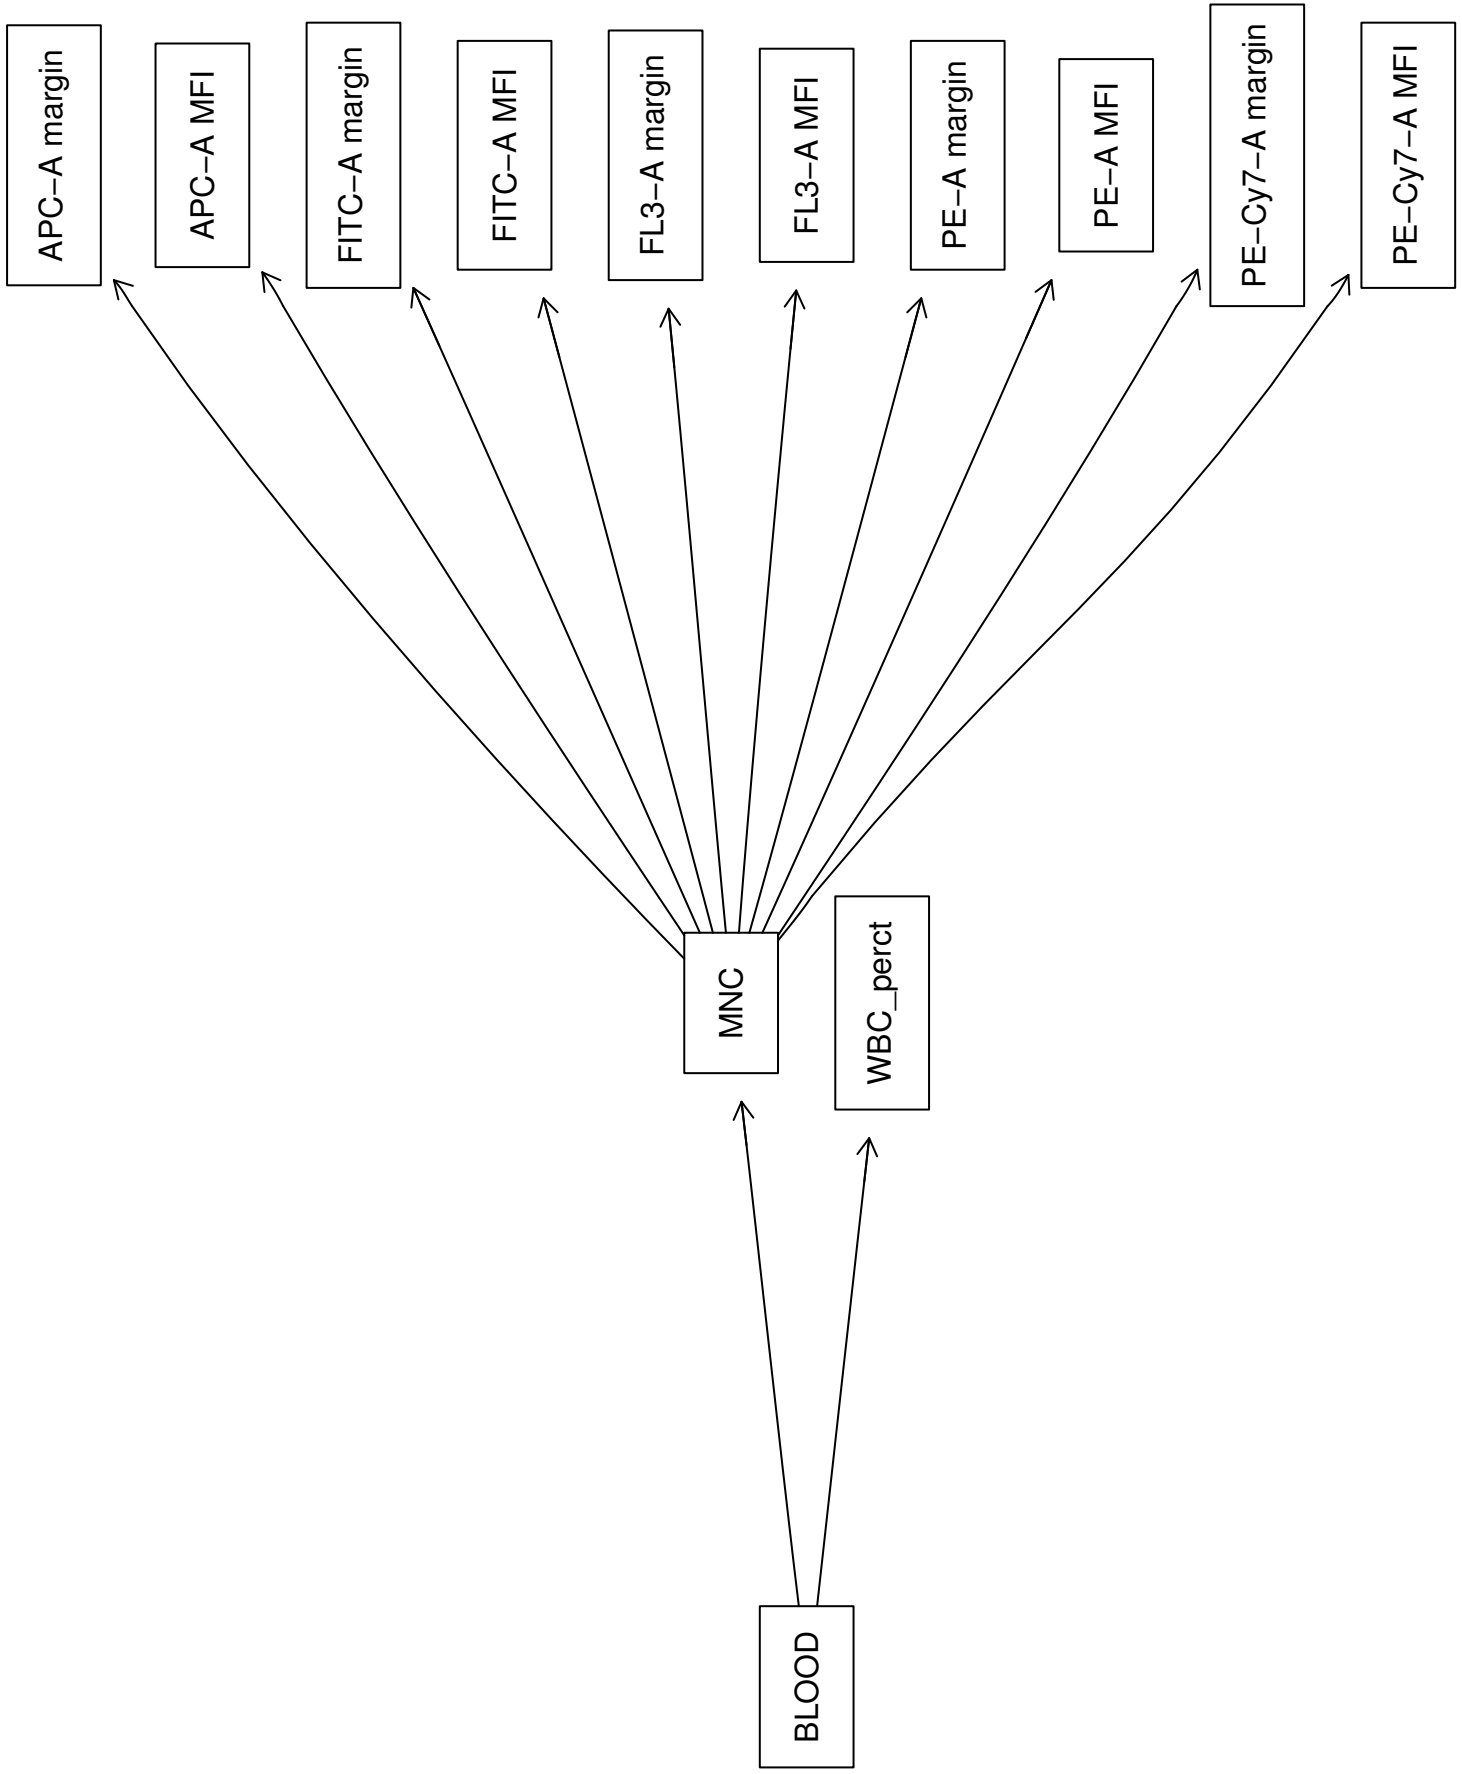 APC−A margin
APC−A MFI
FITC−A margin
FITC−A MFI
FL3−A margin
FL3−A MFI
PE−A margin
PE−A MFI
PE−Cy7−A margin
PE−Cy7−A MFI
MNC
WBC_perct
BLOOD